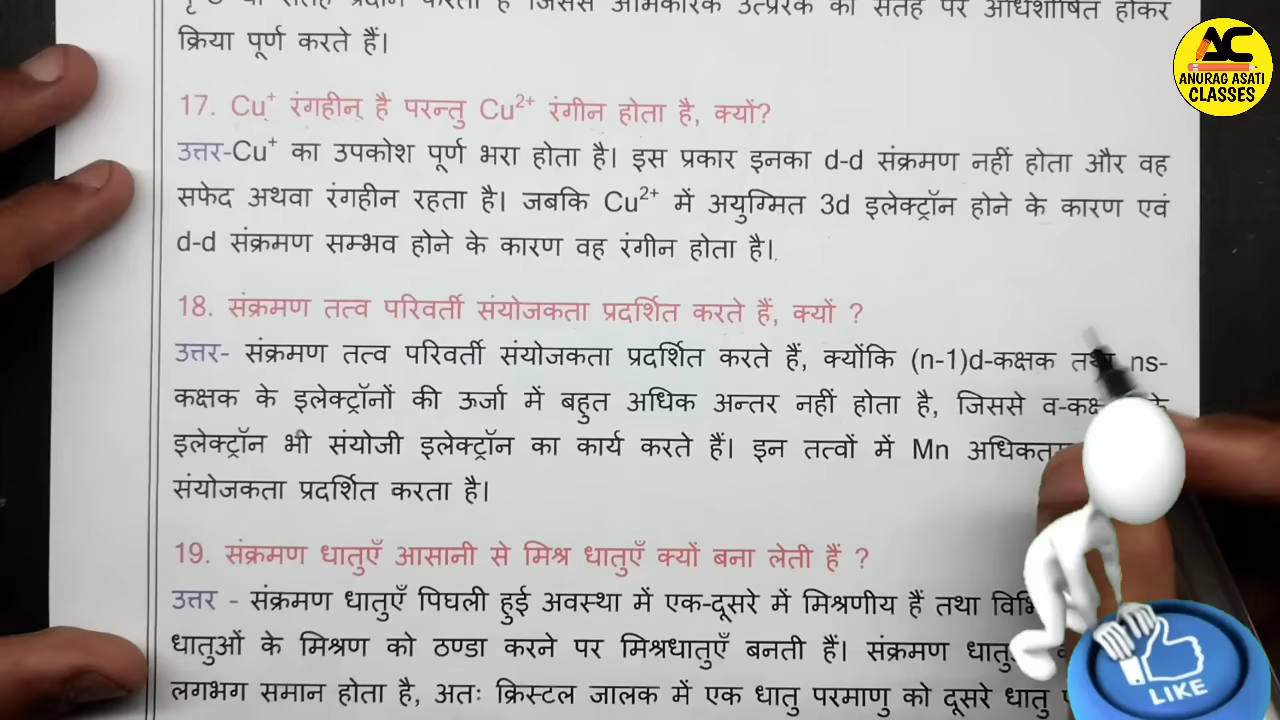 क्रिया पूर्ण करते हैं।
17. Cu⁺ रंगहीन् है परन्तु Cu²⁺ रंगीन होता है, क्यों?
उत्तर-Cu⁺ का उपकोश पूर्ण भरा होता है। इस प्रकार इनका d-d संक्रमण नहीं होता और वह
सफेद अथवा रंगहीन रहता है। जबकि Cu²⁺ में अयुग्मित 3d इलेक्ट्रॉन होने के कारण एवं
d-d संक्रमण सम्भव होने के कारण वह रंगीन होता है।
18. संक्रमण तत्व परिवर्ती संयोजकता प्रदर्शित करते हैं, क्यों ?
उत्तर- संक्रमण तत्व परिवर्ती संयोजकता प्रदर्शित करते हैं, क्योंकि (n-1)d-कक्षक तथा ns-
कक्षक के इलेक्ट्रॉनों की ऊर्जा में बहुत अधिक अन्तर नहीं होता है, जिससे
इलेक्ट्रॉन भी संयोजी इलेक्ट्रॉन का कार्य करते हैं। इन तत्वों में Mn
संयोजकता प्रदर्शित करता है।
19. संक्रमण धातुएँ आसानी से मिश्र धातुएँ क्यों बना लेती हैं ?
उत्तर - संक्रमण धातुएँ पिघली हुई अवस्था में एक-दूसरे में मिश्रणीय हैं तथा
धातुओं के मिश्रण को ठण्डा करने पर मिश्रधातुएँ बनती हैं। संक्रमण
लगभग समान होता है, अतः क्रिस्टल जालक में एक धातु परमाणु को दूसरे धातु
AC
ANURAG ASATI
CLASSES
LIKE